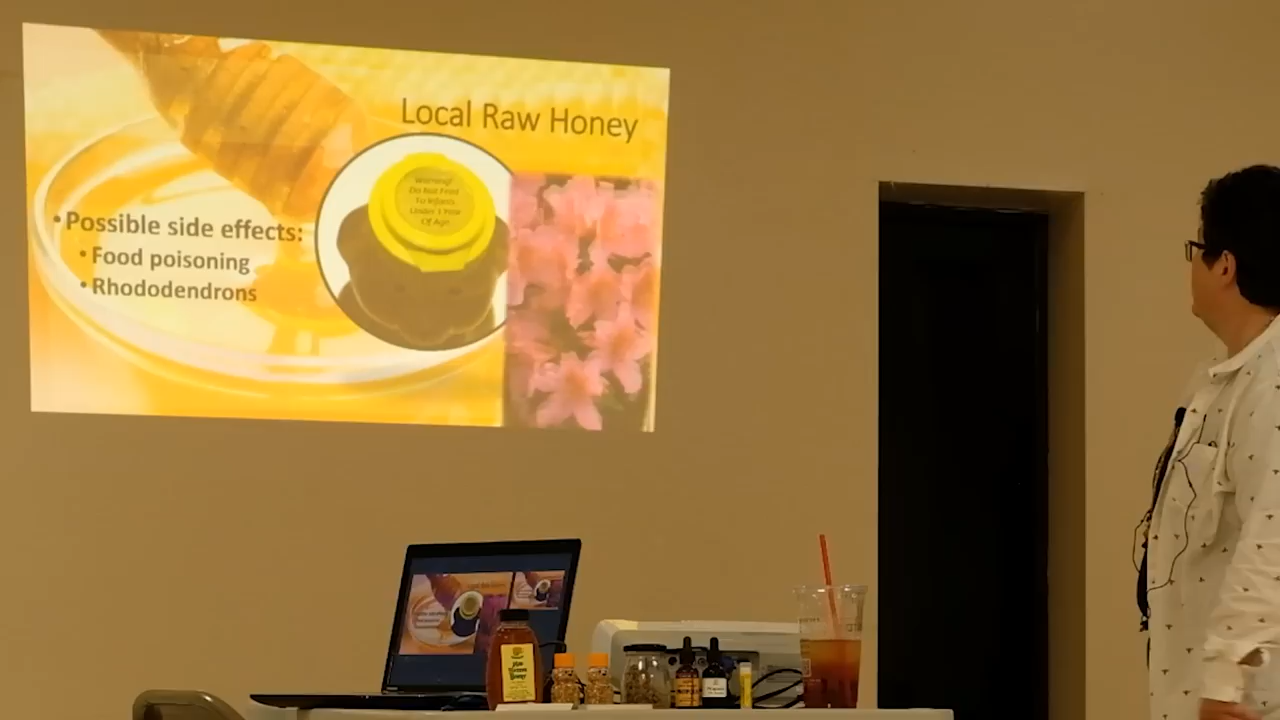 Local Raw Honey
Warning!
Do Not Feed
To Infants
Under 1 Year
Of Age
• Possible side effects:
• Food poisoning
• Rhododendrons
Honey